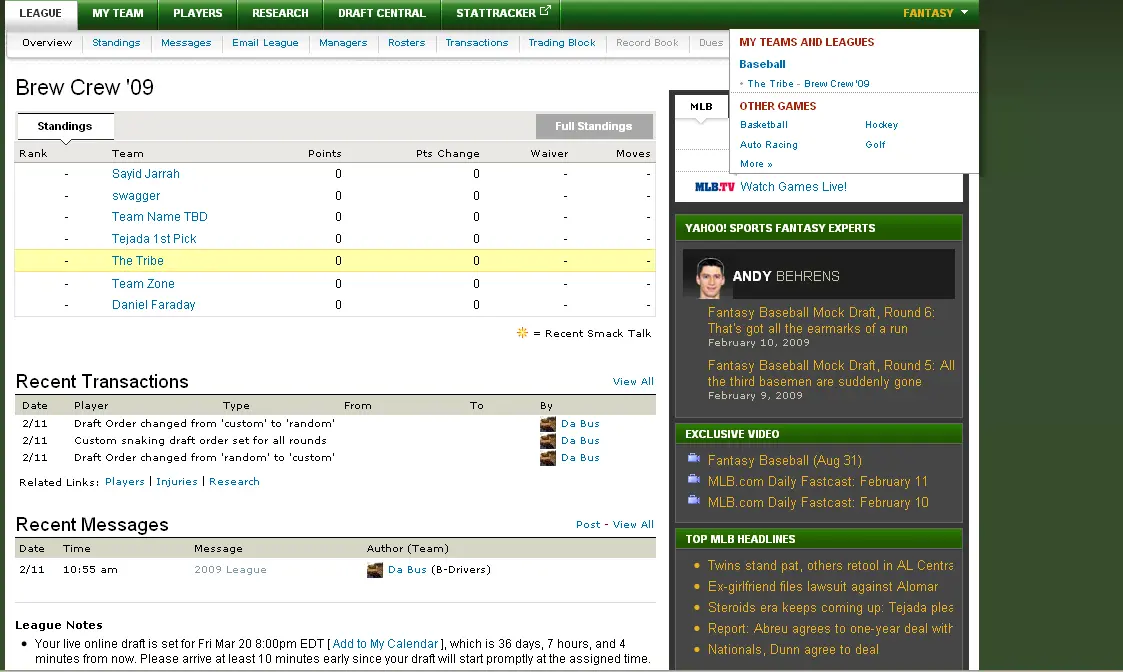 LEAGUE MY TEAM PLAYERS RESEARCH DRAFT CENTRAL STATTRACKER FANTASY
Overview Standings Messages Email League Managers Rosters Transactions Trading Block Record Book Dues
MY TEAMS AND LEAGUES
Baseball
The Tribe - Brew Crew '09
OTHER GAMES
Basketball Hockey
Auto Racing Golf
More »
Brew Crew '09
Standings Full Standings
Rank Team Points Pts Change Waiver Moves
- Sayid Jarrah 0 0 - -
- swagger 0 0 - -
- Team Name TBD 0 0 - -
- Tejada 1st Pick 0 0 - -
- The Tribe 0 0 - -
- Team Zone 0 0 - -
- Daniel Faraday 0 0 - -
= Recent Smack Talk
Recent Transactions View All
Date Player Type From To By
2/11 Draft Order changed from 'custom' to 'random' Da Bus
2/11 Custom snaking draft order set for all rounds Da Bus
2/11 Draft Order changed from 'random' to 'custom' Da Bus
Related Links: Players | Injuries | Research
Recent Messages Post - View All
Date Time Message Author (Team)
2/11 10:55 am 2009 League Da Bus (B-Drivers)
League Notes
• Your live online draft is set for Fri Mar 20 8:00pm EDT [ Add to My Calendar ], which is 36 days, 7 hours, and 4
minutes from now. Please arrive at least 10 minutes early since your draft will start promptly at the assigned time.
MLB
MLB.TV Watch Games Live!
YAHOO! SPORTS FANTASY EXPERTS
ANDY BEHRENS
Fantasy Baseball Mock Draft, Round 6:
That's got all the earmarks of a run
February 10, 2009
Fantasy Baseball Mock Draft, Round 5: All
the third basemen are suddenly gone
February 9, 2009
EXCLUSIVE VIDEO
Fantasy Baseball (Aug 31)
MLB.com Daily Fastcast: February 11
MLB.com Daily Fastcast: February 10
TOP MLB HEADLINES
• Twins stand pat, others retool in AL Centra
• Ex-girlfriend files lawsuit against Alomar
• Steroids era keeps coming up: Tejada plea
• Report: Abreu agrees to one-year deal with
• Nationals, Dunn agree to deal